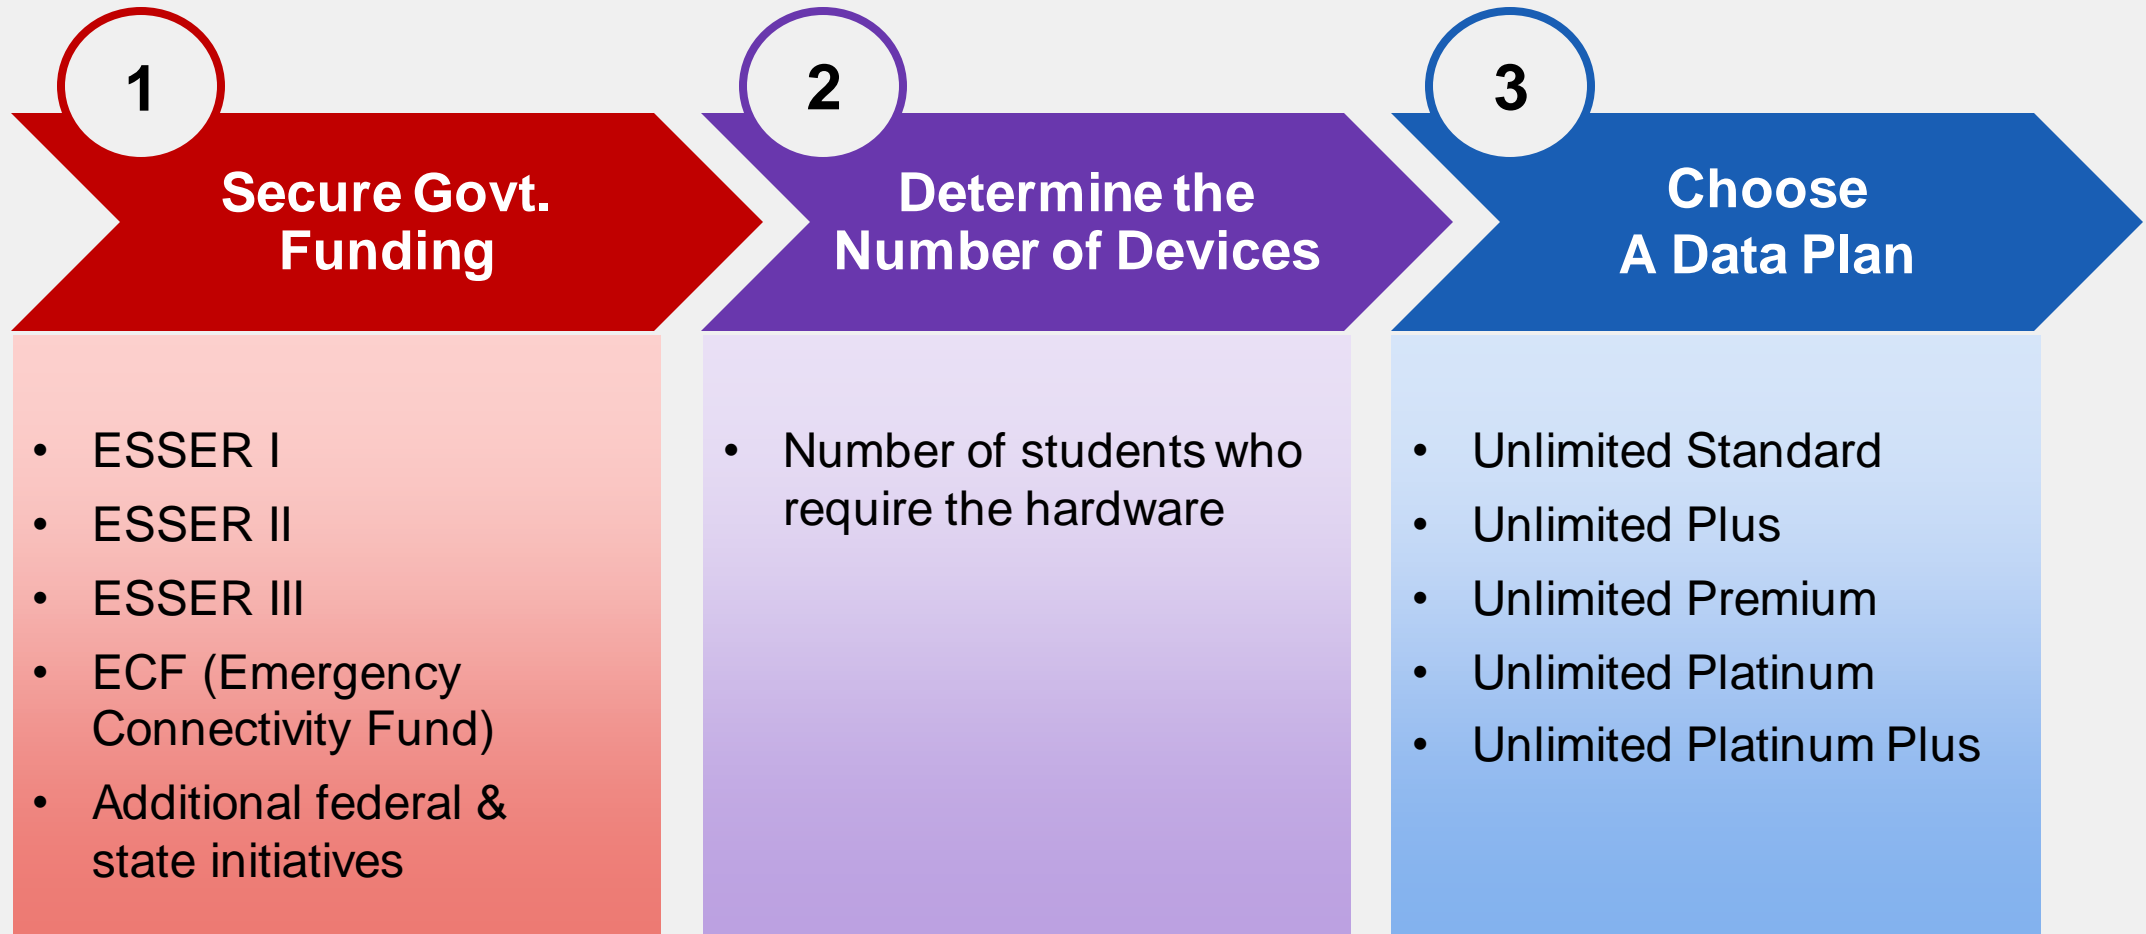 1
Secure Govt.
Funding
• ESSER I
• ESSER II
• ESSER III
• ECF (Emergency
Connectivity Fund)
• Additional federal &
state initiatives
2
Determine the
Number of Devices
• Number of students who
require the hardware
3
Choose
A Data Plan
• Unlimited Standard
• Unlimited Plus
• Unlimited Premium
• Unlimited Platinum
• Unlimited Platinum Plus